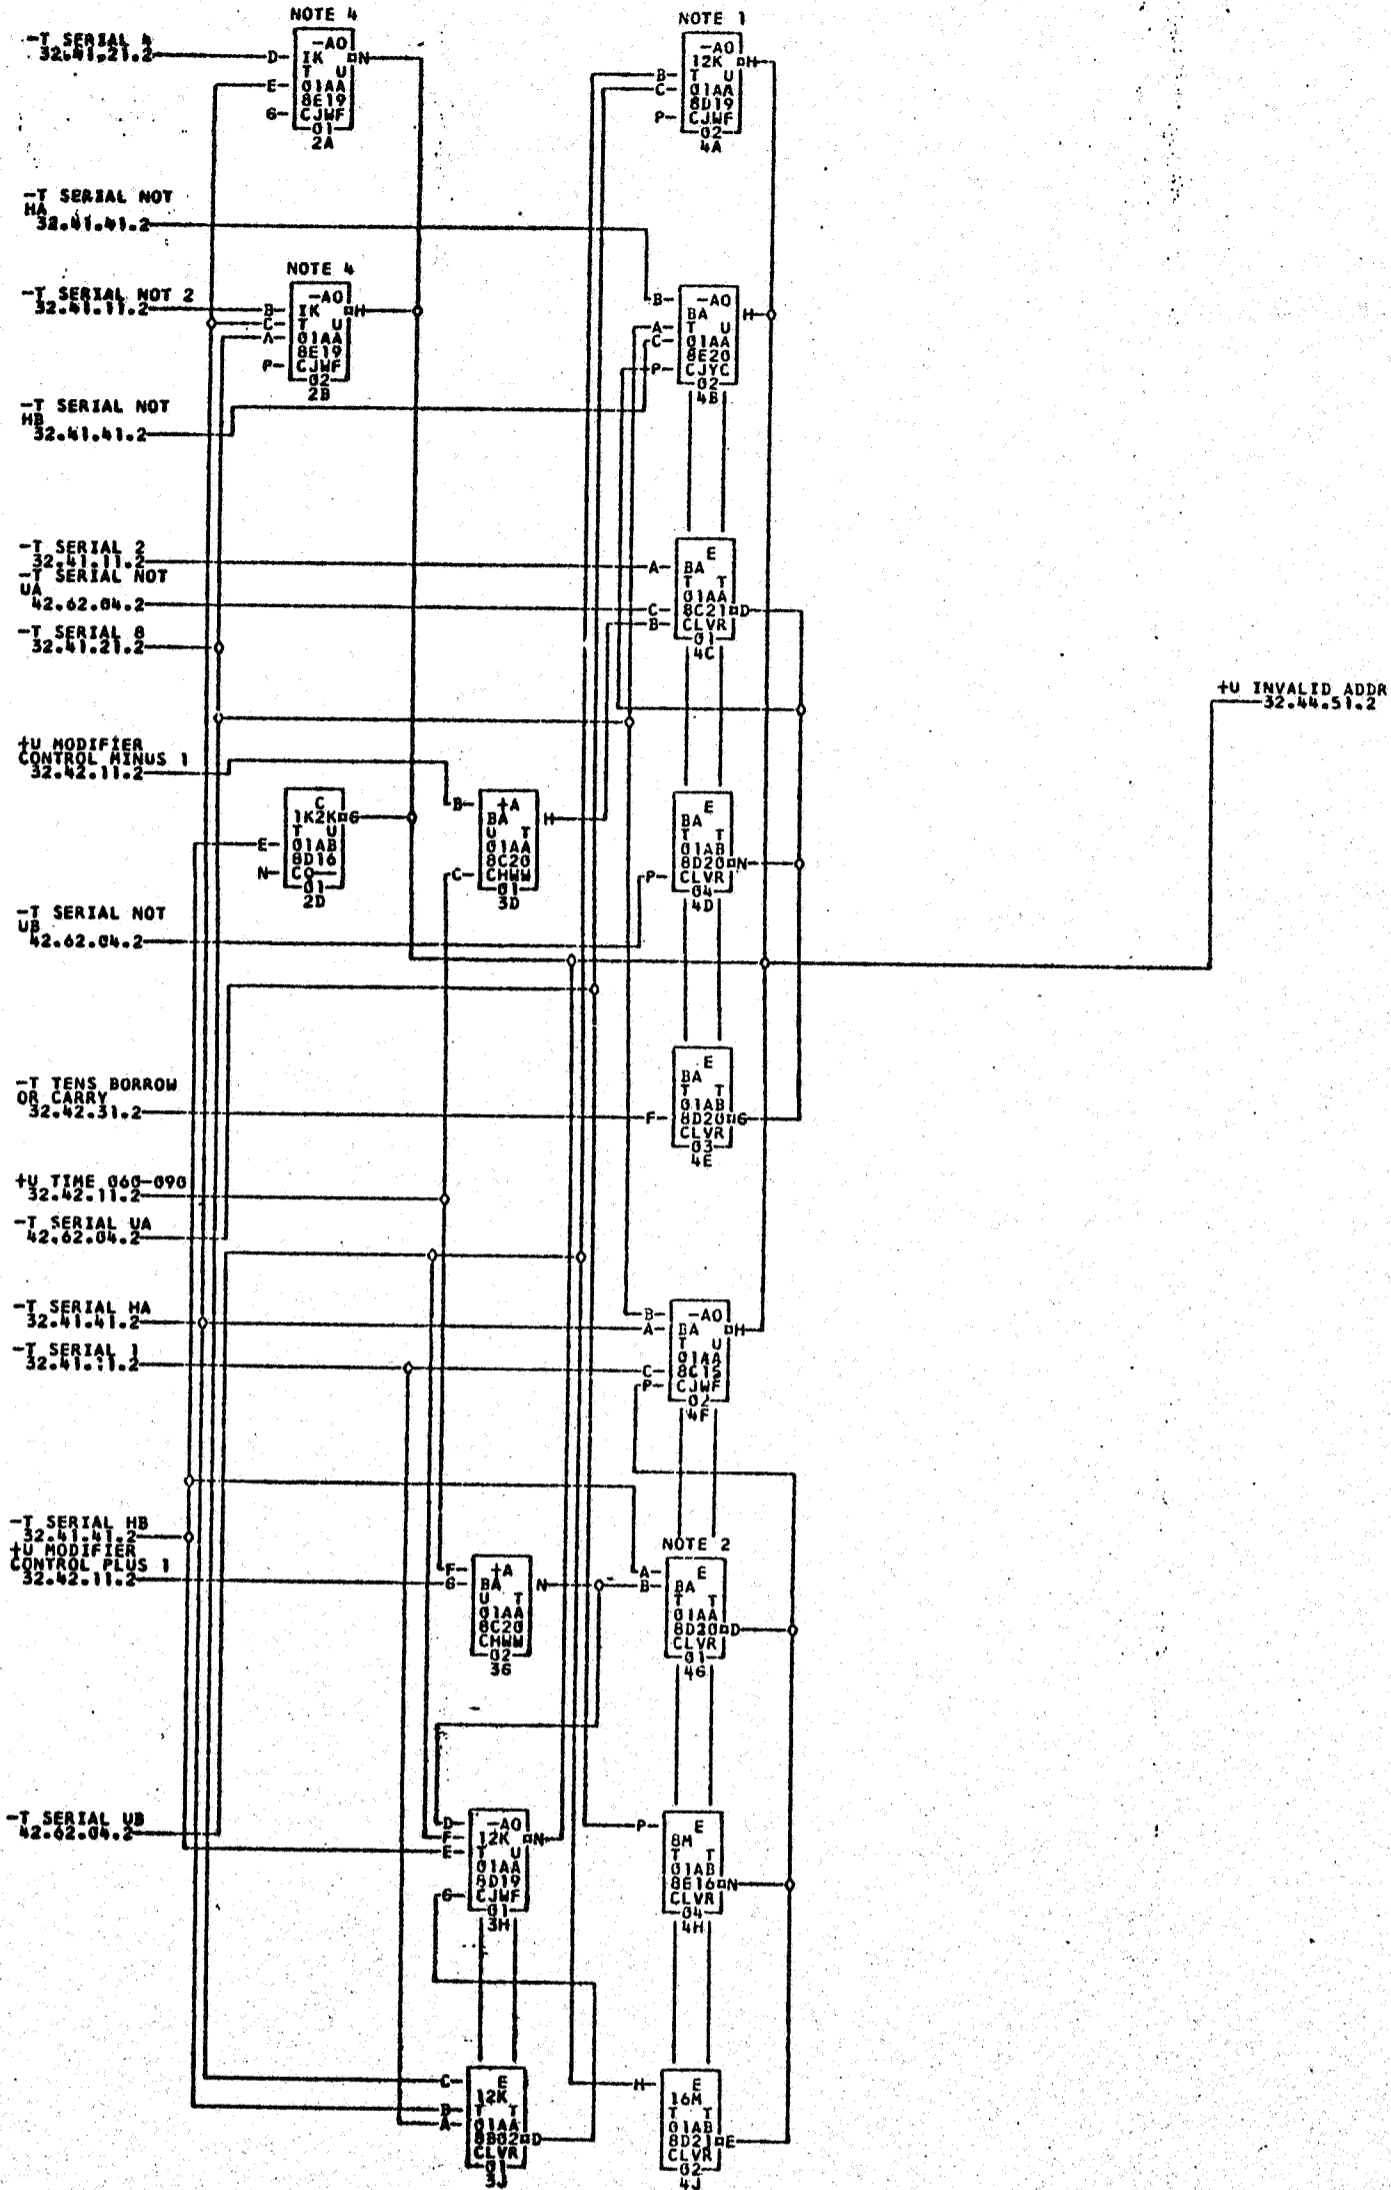 NOTE 4
NOTE 1
-T SERIAL 4
32.41.21.2
D-
E-
G-
-AO
IK
N
T U
01AA
8E19
CJWF
01
2A
B-
C-
P-
-AO
12K
H
T U
01AA
8D19
CJWF
02
4A
-T SERIAL NOT
HA
32.41.41.2
NOTE 4
-T SERIAL NOT 2
32.41.11.2
B-
C-
A-
P-
-AO
IK
H
T U
01AA
8E19
CJWF
02
2B
B-
A-
C-
P-
-AO
BA
H
T U
01AA
8E20
CJYC
02
4B
-T SERIAL NOT
HB
32.41.41.2
-T SERIAL 2
32.41.11.2
-T SERIAL NOT
UA
42.62.04.2
-T SERIAL 8
32.41.21.2
A-
C-
B-
E
BA
T T
01AA
8C21
D
CLVR
01
4C
+U INVALID ADDR
32.44.51.2
+U MODIFIER
CONTROL MINUS 1
32.42.11.2
E-
N-
C
1K2K
G
T U
01AB
8D16
C
01
2D
B-
C-
+A
BA
H
U T
01AA
8C20
CHWW
01
3D
P-
E
BA
T T
01AB
8D20
N
CLVR
04
4D
-T SERIAL NOT
UB
42.62.04.2
-T TENS BORROW
OR CARRY
32.42.31.2
F-
E
BA
T T
01AB
8D20
G
CLVR
03
4E
+U TIME 060-090
32.42.11.2
-T SERIAL UA
42.62.04.2
-T SERIAL HA
32.41.41.2
-T SERIAL 1
32.41.11.2
B-
A-
C-
P-
-AO
BA
H
T U
01AA
8C15
CJWF
02
4F
-T SERIAL HB
32.41.41.2
+U MODIFIER
CONTROL PLUS 1
32.42.11.2
F-
G-
+A
BA
N
U T
01AA
8C20
CHWW
02
3G
NOTE 2
A-
B-
E
BA
T T
01AA
8D20
D
CLVR
01
4G
-T SERIAL UB
42.62.04.2
D-
F-
E-
G-
-AO
12K
N
T U
01AA
8D19
CJWF
01
3H
P-
E
8M
T T
01AB
8E16
N
CLVR
04
4H
C-
B-
A-
E
12K
T T
01AA
8B02
D
CLVR
3J
H-
E
16M
T T
01AB
8D21
E
CLVR
02
4J